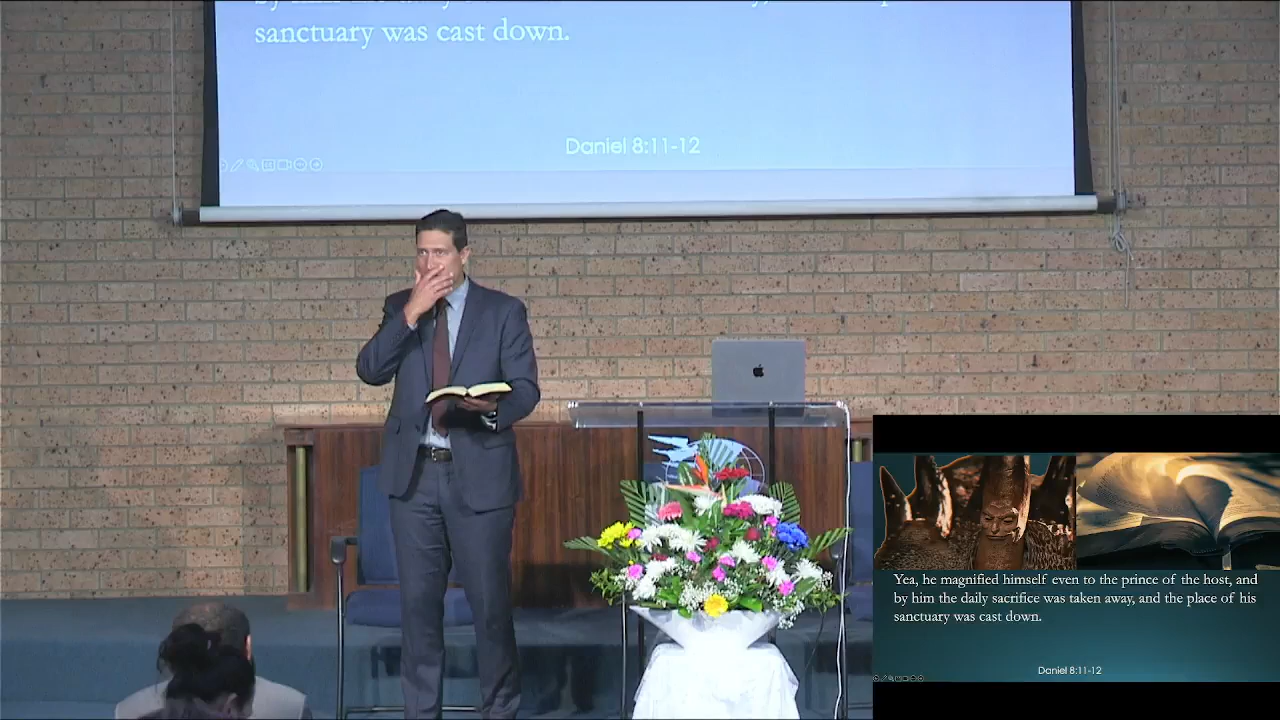 sanctuary was cast down.
Daniel 8:11-12
Yea, he magnified himself even to the prince of the host, and
by him the daily sacrifice was taken away, and the place of his
sanctuary was cast down.
Daniel 8:11-12